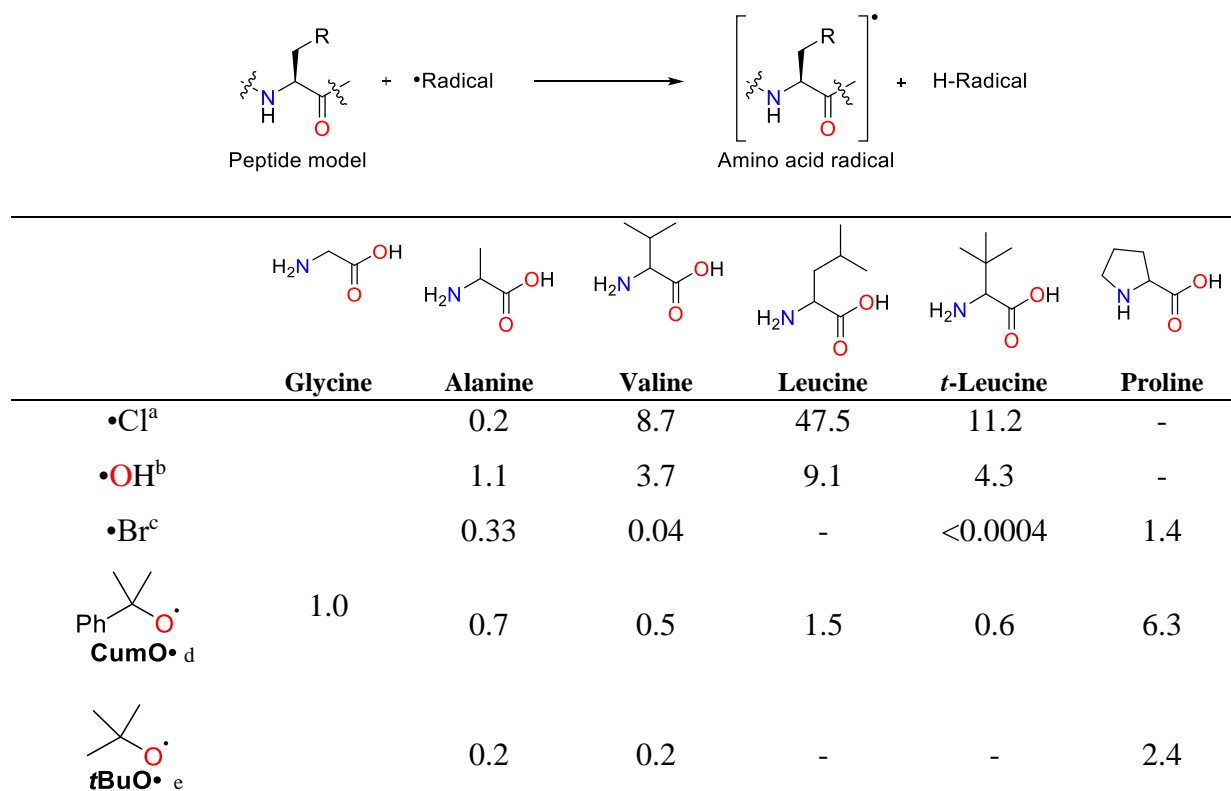 R
+ •Radical
N
H
O
Peptide model
R
•
N
H
O
+ H-Radical
Amino acid radical
H2N OH O
H2N OH O
H2N OH O
H2N OH O
H2N OH O
N H OH O
Glycine Alanine Valine Leucine t-Leucine Proline
•Cl^a 0.2 8.7 47.5 11.2 -
•OH^b 1.1 3.7 9.1 4.3 -
•Br^c 0.33 0.04 - <0.0004 1.4
1.0
Ph O•
CumO• d 0.7 0.5 1.5 0.6 6.3
O•
tBuO• e 0.2 0.2 - - 2.4